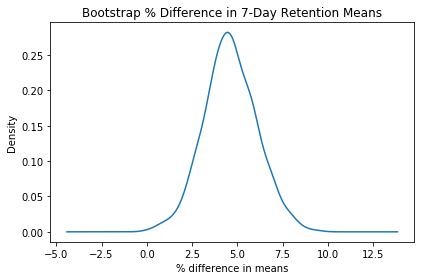 Bootstrap % Difference in 7-Day Retention Means
Density
0.25
0.20
0.15
0.10
0.05
0.00
-5.0 -2.5 0.0 2.5 5.0 7.5 10.0 12.5
% difference in means